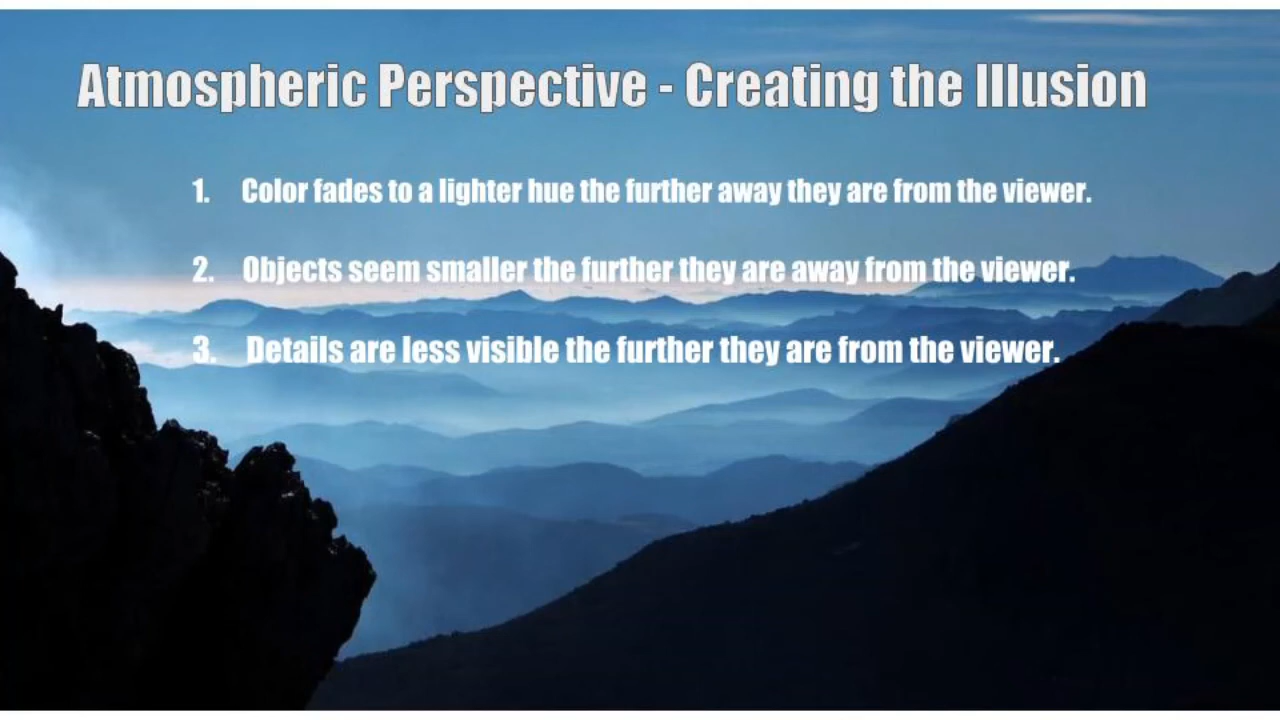 Atmospheric Perspective - Creating the Illusion
1. Color fades to a lighter hue the further away they are from the viewer.
2. Objects seem smaller the further they are away from the viewer.
3. Details are less visible the further they are from the viewer.